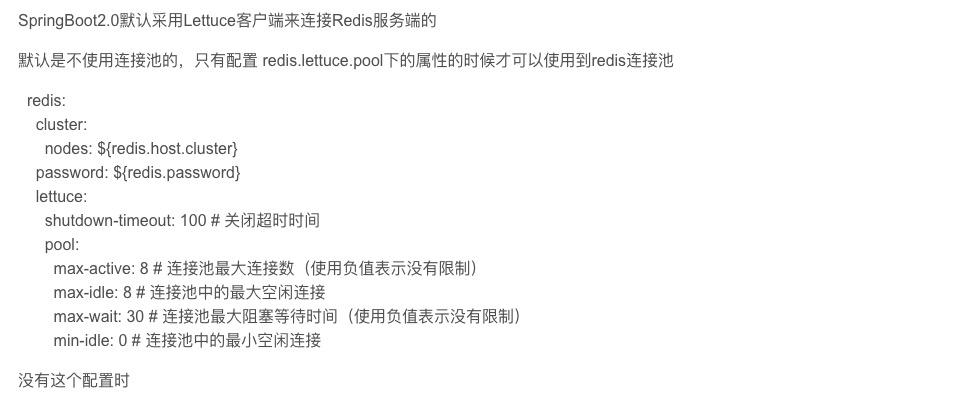 SpringBoot2.0默认采用Lettuce客户端来连接Redis服务端的
默认是不使用连接池的，只有配置 redis.lettuce.pool下的属性的时候才可以使用到redis连接池
redis:
cluster:
nodes: ${redis.host.cluster}
password: ${redis.password}
lettuce:
shutdown-timeout: 100 # 关闭超时时间
pool:
max-active: 8 # 连接池最大连接数（使用负值表示没有限制）
max-idle: 8 # 连接池中的最大空闲连接
max-wait: 30 # 连接池最大阻塞等待时间（使用负值表示没有限制）
min-idle: 0 # 连接池中的最小空闲连接
没有这个配置时